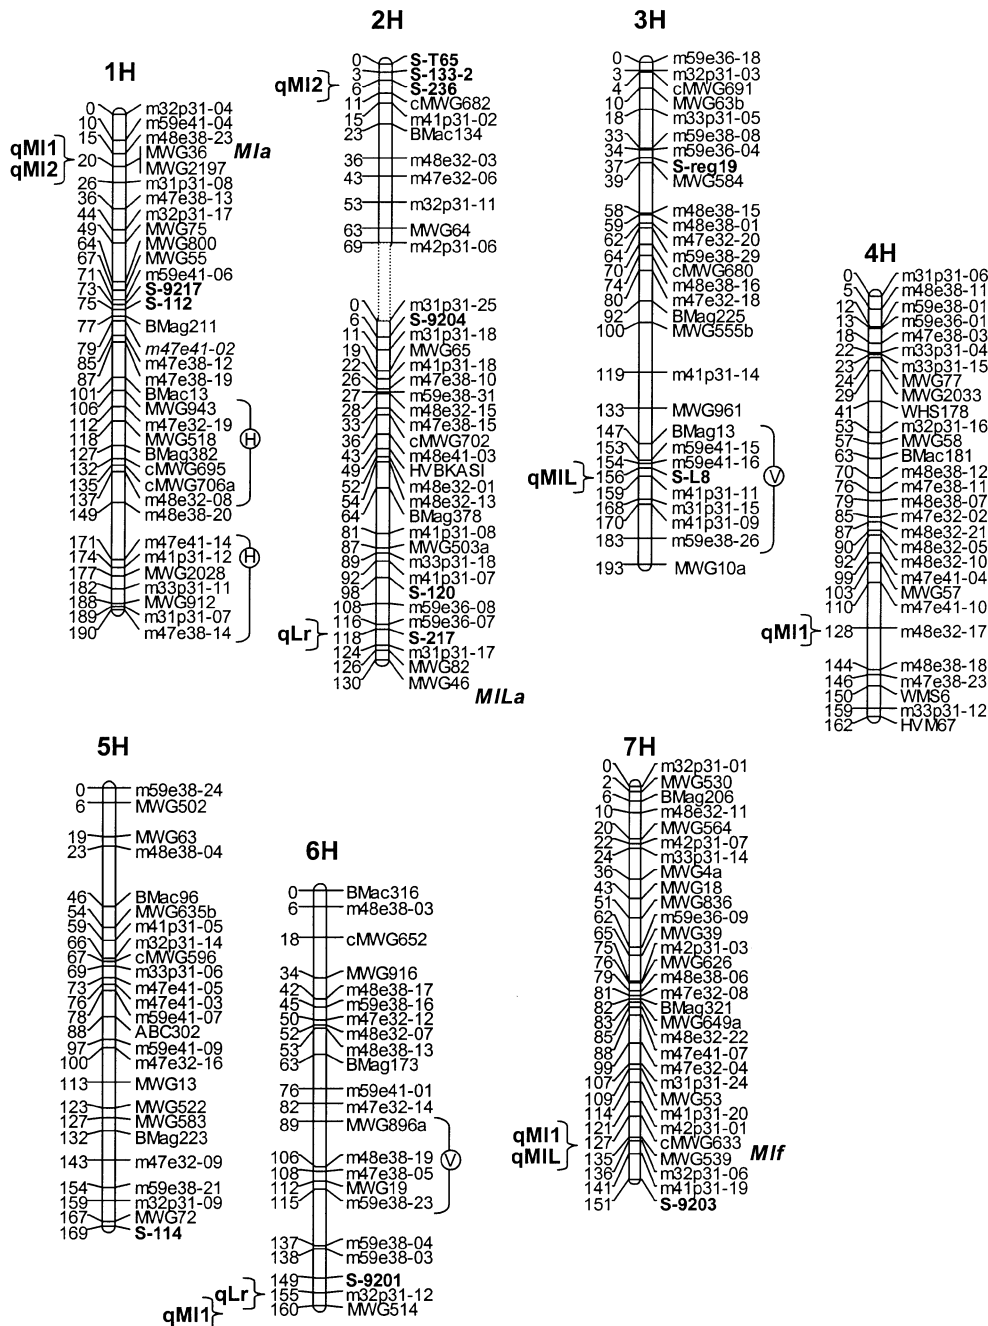 1H
0 m32p31-04
10 m59e41-04
15 m48e38-23
qMl1
qMl2
20 MWG36
MWG2197
Mla
26 m31p31-08
36 m47e38-13
44 m32p31-17
49 MWG75
64 MWG800
67 MWG55
71 m59e41-06
73 S-9217
75 S-112
77 BMag211
79 m47e41-02
85 m47e38-12
87 m47e38-19
101 BMac13
106 MWG943
112 m47e32-19
118 MWG518
H
127 BMag382
132 cMWG695
135 cMWG706a
137 m48e32-08
149 m48e38-20
171 m47e41-14
174 m41p31-12
H
177 MWG2028
182 m33p31-11
188 MWG912
189 m31p31-07
190 m47e38-14
2H
0 S-T65
3 S-133-2
qMl2
6 S-236
11 cMWG682
15 m41p31-02
23 BMac134
36 m48e32-03
43 m47e32-06
53 m32p31-11
63 MWG64
69 m42p31-06
0 m31p31-25
6 S-9204
11 m31p31-18
19 MWG65
22 m41p31-18
26 m47e38-10
27 m59e38-31
28 m48e32-15
33 m47e38-15
36 cMWG702
43 m48e41-03
49 HVBKASI
52 m48e32-01
54 m48e32-13
64 BMag378
81 m41p31-08
87 MWG503a
89 m33p31-18
92 m41p31-07
98 S-120
108 m59e36-08
116 m59e36-07
qLr
118 S-217
124 m31p31-17
126 MWG82
130 MWG46
MlLa
3H
0 m59e36-18
3 m32p31-03
4 cMWG691
10 MWG63b
18 m33p31-05
33 m59e38-08
34 m59e36-04
37 S-reg19
39 MWG584
58 m48e38-15
59 m48e38-01
62 m47e32-20
64 m59e38-29
70 cMWG680
74 m48e38-16
80 m47e32-18
92 BMag225
100 MWG555b
119 m41p31-14
133 MWG961
147 BMag13
153 m59e41-15
154 m59e41-16
qMlL
156 S-L8
V
159 m41p31-11
168 m31p31-15
170 m41p31-09
183 m59e38-26
193 MWG10a
4H
0 m31p31-06
5 m48e38-11
12 m59e38-01
13 m59e36-01
18 m47e38-03
22 m33p31-04
23 m33p31-15
24 MWG77
29 MWG2033
41 WHS178
53 m32p31-16
57 MWG58
63 BMac181
70 m48e38-12
76 m47e38-11
79 m48e38-07
85 m47e32-02
87 m48e32-21
90 m48e32-05
92 m48e32-10
99 m47e41-04
103 MWG57
110 m47e41-10
qMl1
128 m48e32-17
144 m48e38-18
146 m47e38-23
150 WMS6
159 m33p31-12
162 HVM67
5H
0 m59e38-24
6 MWG502
19 MWG63
23 m48e38-04
46 BMac96
54 MWG635b
59 m41p31-05
66 m32p31-14
67 cMWG596
69 m33p31-06
73 m47e41-05
76 m47e41-03
78 m59e41-07
88 ABC302
97 m59e41-09
100 m47e32-16
113 MWG13
123 MWG522
127 MWG583
132 BMag223
143 m47e32-09
154 m59e38-21
159 m32p31-09
167 MWG72
169 S-114
6H
0 BMac316
6 m48e38-03
18 cMWG652
34 MWG916
42 m48e38-17
45 m59e38-16
50 m47e32-12
52 m48e32-07
53 m48e38-13
63 BMag173
76 m59e41-01
82 m47e32-14
89 MWG896a
106 m48e38-19
V
108 m47e38-05
112 MWG19
115 m59e38-23
137 m59e38-04
138 m59e38-03
149 S-9201
qLr
155 m32p31-12
160 MWG514
qMl1
7H
0 m32p31-01
2 MWG530
6 BMag206
10 m48e32-11
20 MWG564
22 m42p31-07
24 m33p31-14
36 MWG4a
43 MWG18
51 MWG836
62 m59e36-09
65 MWG39
75 m42p31-03
76 MWG626
79 m48e38-06
81 m47e32-08
82 BMag321
83 MWG649a
85 m48e32-22
88 m47e41-07
99 m47e32-04
107 m31p31-24
109 MWG53
114 m41p31-20
121 m42p31-01
qMl1
127 cMWG633
qMlL
135 MWG539
Mlf
136 m32p31-06
141 m41p31-19
151 S-9203